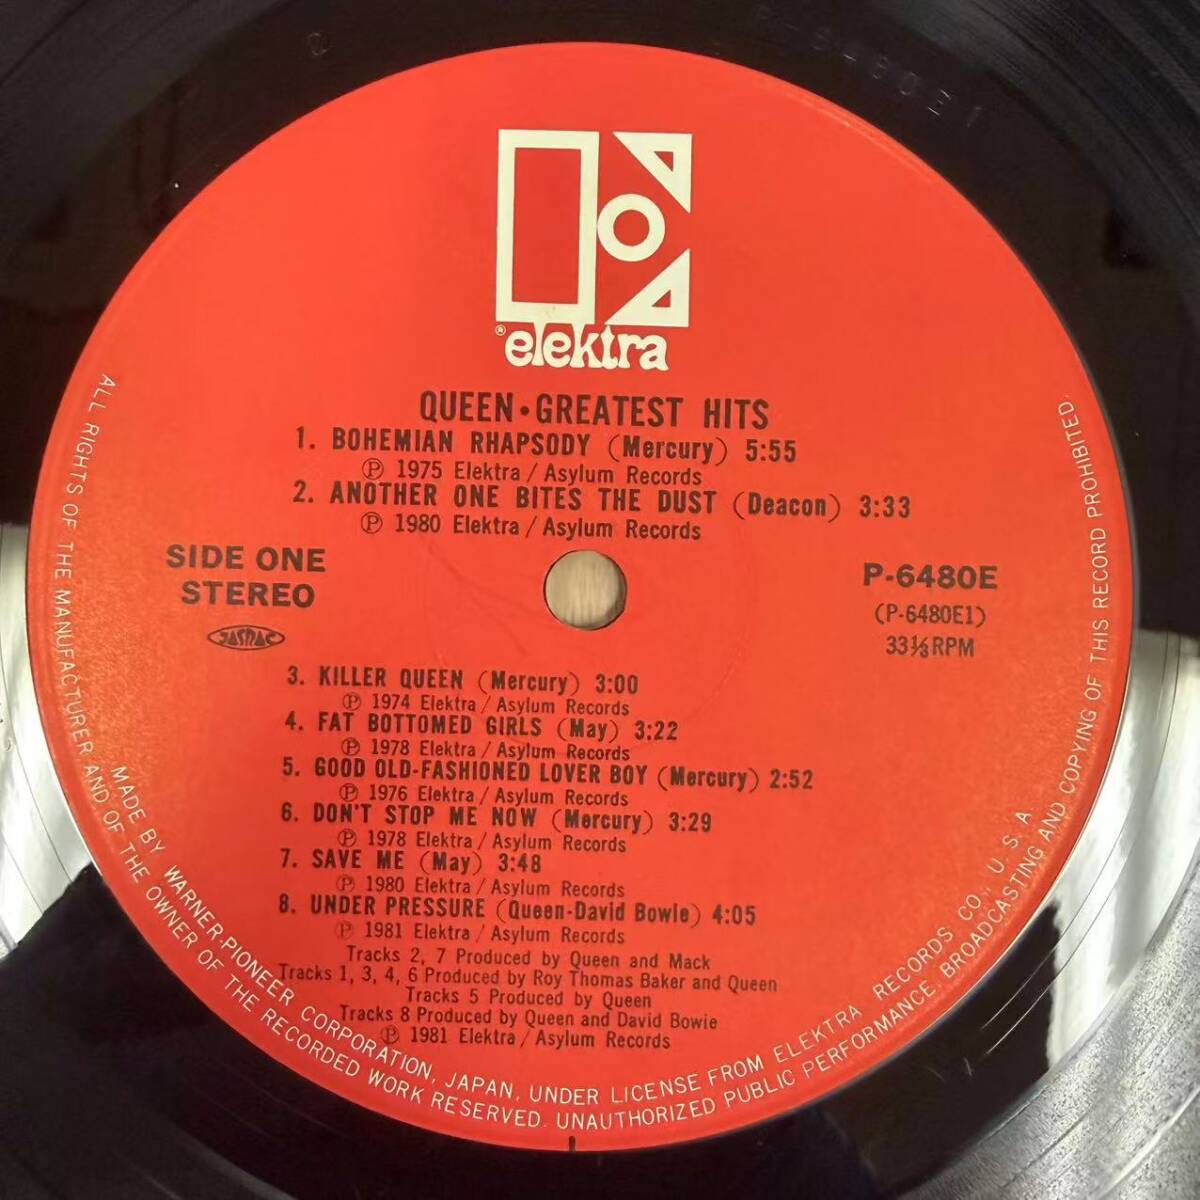 ® elektra
QUEEN・GREATEST HITS
1. BOHEMIAN RHAPSODY (Mercury) 5:55
Ⓟ 1975 Elektra / Asylum Records
2. ANOTHER ONE BITES THE DUST (Deacon) 3:33
Ⓟ 1980 Elektra / Asylum Records
SIDE ONE
STEREO
JASRAC
P-6480E
(P-6480E1)
33⅓ RPM
3. KILLER QUEEN (Mercury) 3:00
Ⓟ 1974 Elektra / Asylum Records
4. FAT BOTTOMED GIRLS (May) 3:22
Ⓟ 1978 Elektra / Asylum Records
5. GOOD OLD-FASHIONED LOVER BOY (Mercury) 2:52
Ⓟ 1976 Elektra / Asylum Records
6. DON'T STOP ME NOW (Mercury) 3:29
Ⓟ 1978 Elektra / Asylum Records
7. SAVE ME (May) 3:48
Ⓟ 1980 Elektra / Asylum Records
8. UNDER PRESSURE (Queen-David Bowie) 4:05
Ⓟ 1981 Elektra / Asylum Records
Tracks 2, 7 Produced by Queen and Mack
Tracks 1, 3, 4, 6 Produced by Roy Thomas Baker and Queen
Tracks 5 Produced by Queen
Tracks 8 Produced by Queen and David Bowie
Ⓟ 1981 Elektra / Asylum Records
MADE BY WARNER-PIONEER CORPORATION, JAPAN, UNDER LICENSE FROM ELEKTRA RECORDS CO., U. S. A
ALL RIGHTS OF THE MANUFACTURER AND OF THE OWNER OF THE RECORDED WORK RESERVED. UNAUTHORIZED PUBLIC PERFORMANCE. BROADCASTING AND COPYING OF THIS RECORD PROHIBITED.